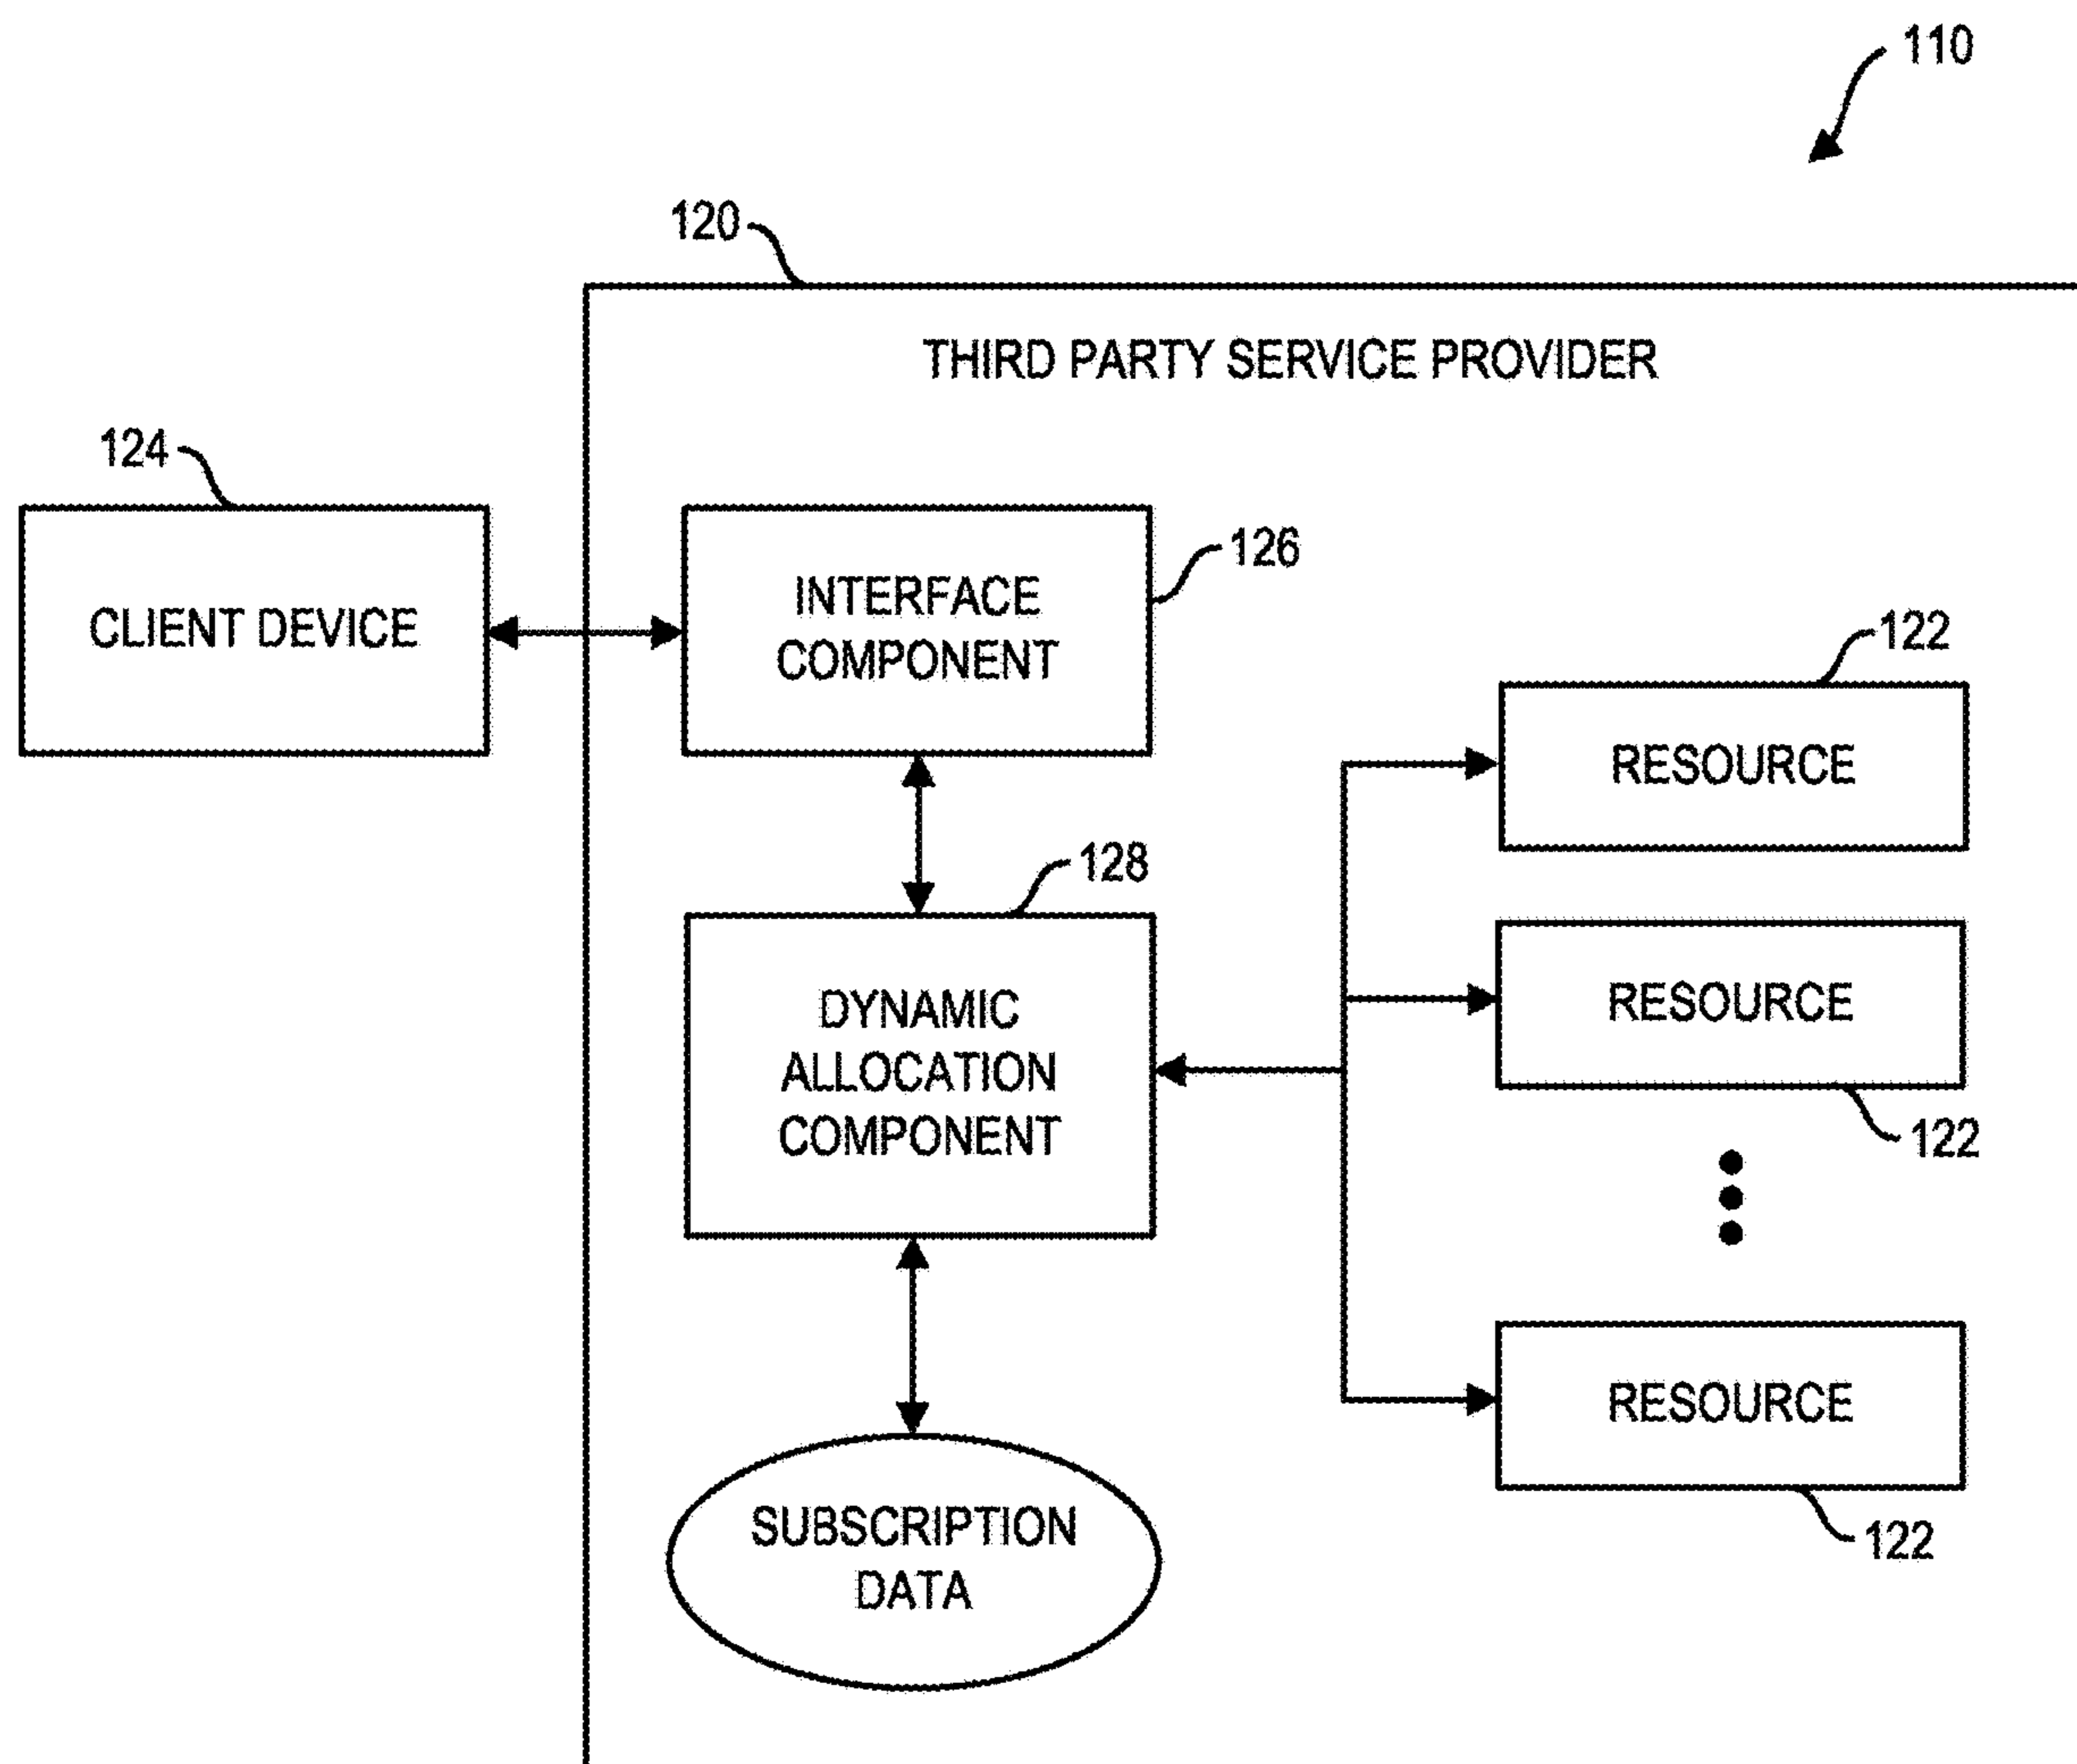 110
120
THIRD PARTY SERVICE PROVIDER
124
CLIENT DEVICE
INTERFACE
COMPONENT
126
122
RESOURCE
128
DYNAMIC
ALLOCATION
COMPONENT
RESOURCE
122
RESOURCE
122
SUBSCRIPTION
DATA